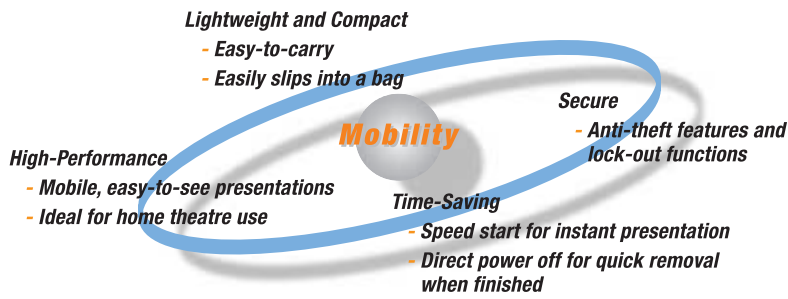 Lightweight and Compact
- Easy-to-carry
- Easily slips into a bag
Mobility
Secure
- Anti-theft features and
lock-out functions
High-Performance
- Mobile, easy-to-see presentations
- Ideal for home theatre use
Time-Saving
- Speed start for instant presentation
- Direct power off for quick removal
when finished